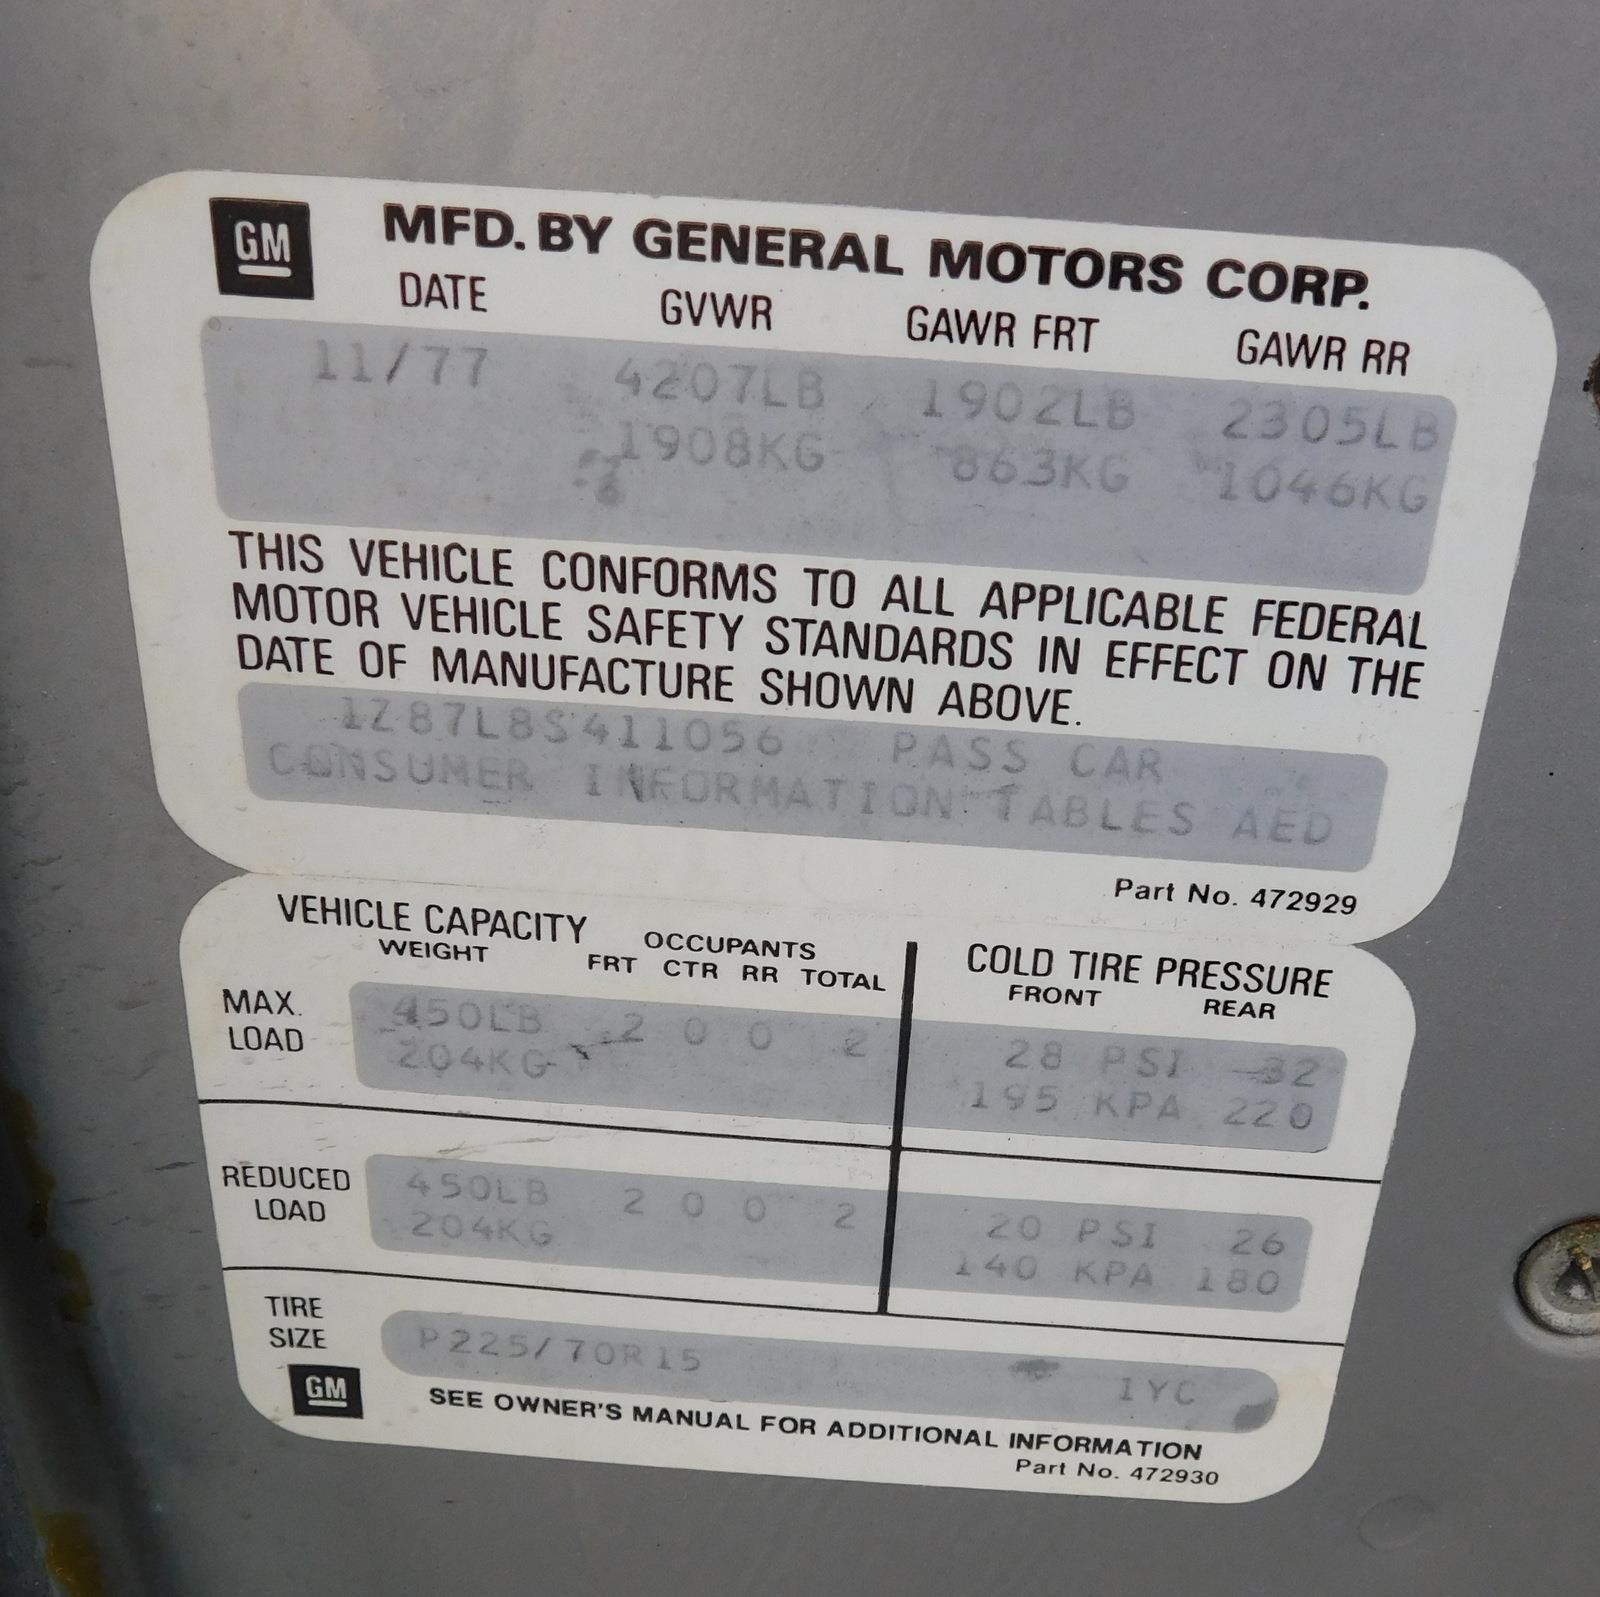 GM MFD. BY GENERAL MOTORS CORP.
DATE GVWR GAWR FRT GAWR RR
11/77 4207LB 1902LB 2305LB
1908KG 863KG 1046KG
THIS VEHICLE CONFORMS TO ALL APPLICABLE FEDERAL
MOTOR VEHICLE SAFETY STANDARDS IN EFFECT ON THE
DATE OF MANUFACTURE SHOWN ABOVE.
1Z87L8S411056 PASS CAR
CONSUMER INFORMATION TABLES AED
Part No. 472929
VEHICLE CAPACITY OCCUPANTS COLD TIRE PRESSURE
WEIGHT FRT CTR RR TOTAL FRONT REAR
MAX. LOAD 450LB 2 0 0 2 28 PSI 32
204KG 195 KPA 220
REDUCED LOAD 450LB 2 0 0 2 20 PSI 26
204KG 140 KPA 180
TIRE SIZE P225/70R15 1YC
GM SEE OWNER'S MANUAL FOR ADDITIONAL INFORMATION
Part No. 472930